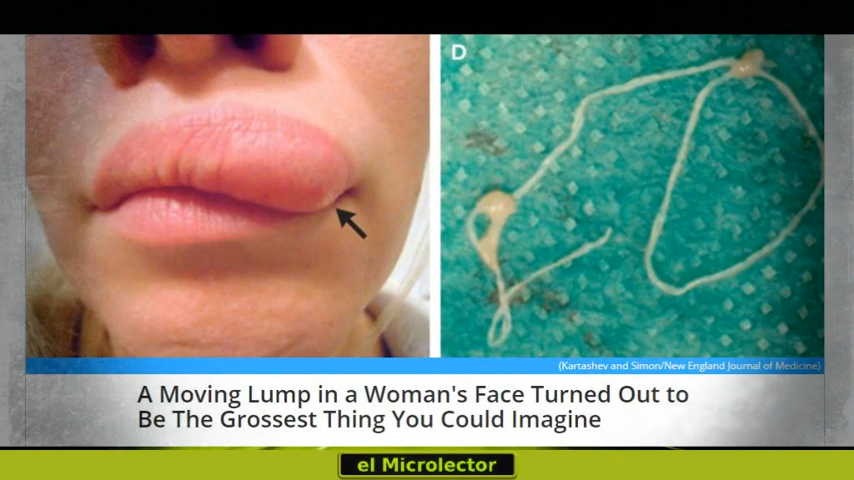 D
(Kartashev and Simon/New England Journal of Medicine)
A Moving Lump in a Woman's Face Turned Out to
Be The Grossest Thing You Could Imagine
el Microlector